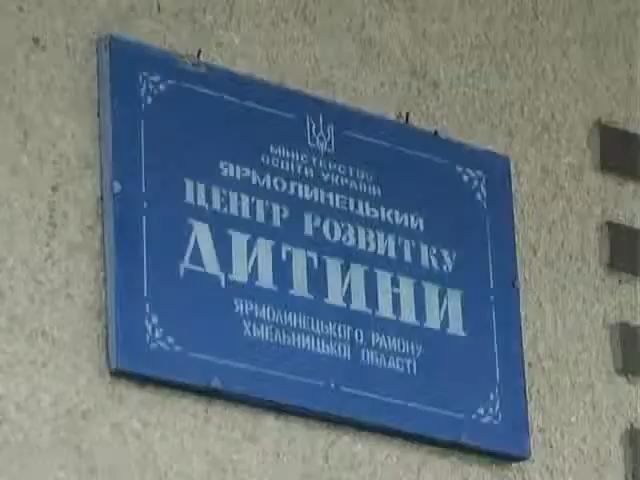 МІНІСТЕРСТВО
ОСВІТИ УКРАЇНИ
ЯРМОЛИНЕЦЬКИЙ
ЦЕНТР РОЗВИТКУ
ДИТИНИ
ЯРМОЛИНЕЦЬКОГО РАЙОНУ
ХМЕЛЬНИЦЬКОЇ ОБЛАСТІ